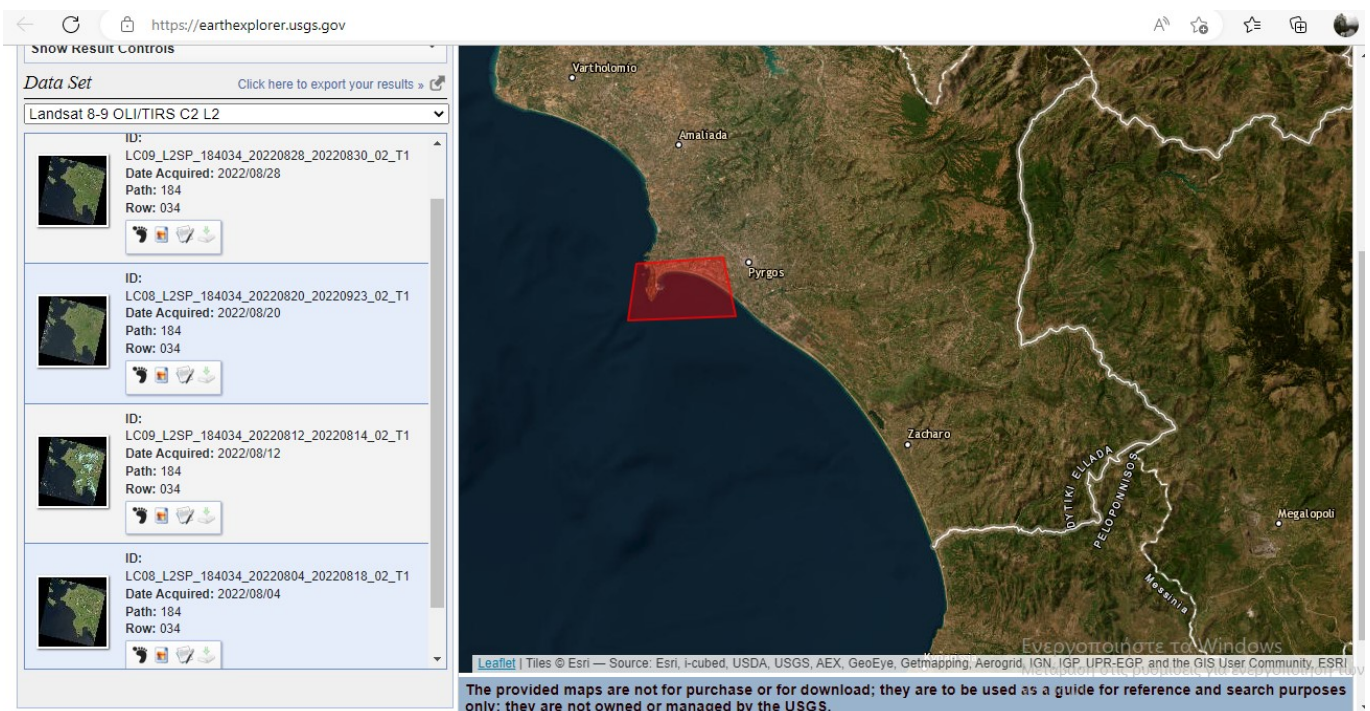 https://earthexplorer.usgs.gov
Show Result Controls
Data Set
Click here to export your results »
Landsat 8-9 OLI/TIRS C2 L2
ID:
LC09_L2SP_184034_20220828_20220830_02_T1
Date Acquired: 2022/08/28
Path: 184
Row: 034
ID:
LC08_L2SP_184034_20220820_20220923_02_T1
Date Acquired: 2022/08/20
Path: 184
Row: 034
ID:
LC09_L2SP_184034_20220812_20220814_02_T1
Date Acquired: 2022/08/12
Path: 184
Row: 034
ID:
LC08_L2SP_184034_20220804_20220818_02_T1
Date Acquired: 2022/08/04
Path: 184
Row: 034
Vartholomio
Amaliada
Pyrgos
Zacharo
DYTIKI ELLADA
PELOPONNISOS
Megalopoli
Messinia
Ενεργοποιήστε τα Windows
Leaflet | Tiles © Esri — Source: Esri, i-cubed, USDA, USGS, AEX, GeoEye, Getmapping, Aerogrid, IGN, IGP, UPR-EGP, and the GIS User Community, ESRI
The provided maps are not for purchase or for download; they are to be used as a guide for reference and search purposes
only; they are not owned or managed by the USGS.